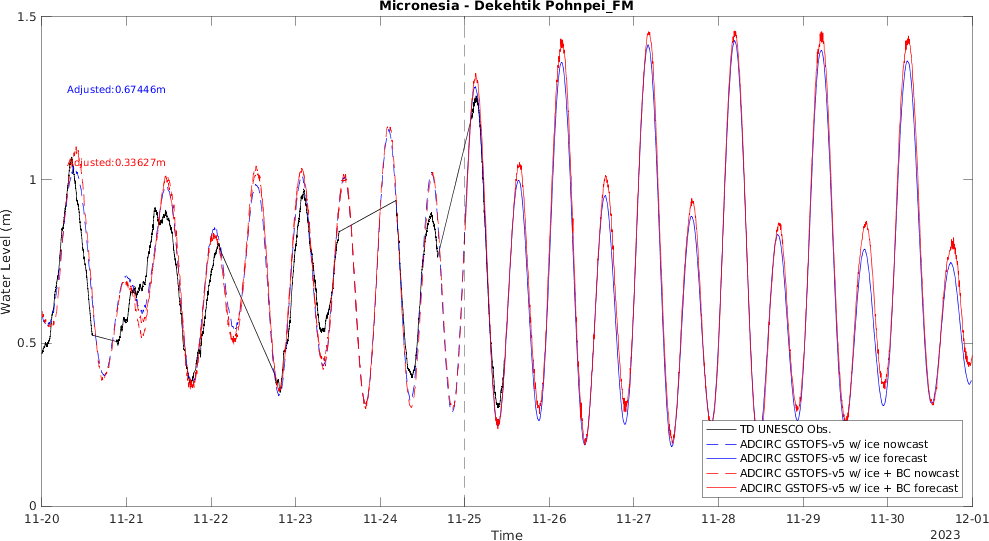 Micronesia - Dekehtik Pohnpei_FM
1.5
1
0.5
0
Water Level (m)
Adjusted:0.67446m
Adjusted:0.33627m
TD UNESCO Obs.
ADCIRC GSTOFS-v5 w/ ice nowcast
ADCIRC GSTOFS-v5 w/ ice forecast
ADCIRC GSTOFS-v5 w/ ice + BC nowcast
ADCIRC GSTOFS-v5 w/ ice + BC forecast
11-20 11-21 11-22 11-23 11-24 11-25 11-26 11-27 11-28 11-29 11-30 12-01
Time
2023